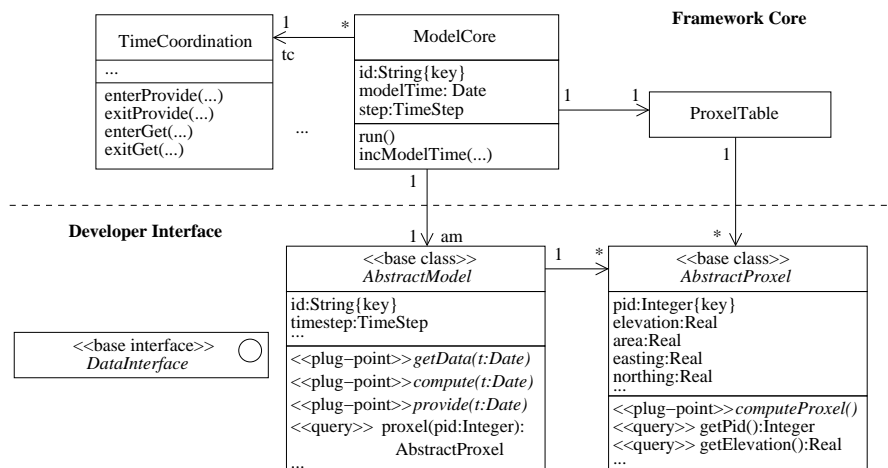 Framework Core
TimeCoordination
...
enterProvide(...)
exitProvide(...)
enterGet(...)
exitGet(...)
1
*
tc
...
ModelCore
id:String{key}
modelTime: Date
step:TimeStep
run()
incModelTime(...)
1
1
ProxelTable
1
1
Developer Interface
1
am
*
<<base interface>>
DataInterface
<<base class>>
AbstractModel
id:String{key}
timestep:TimeStep
...
<<plug−point>> getData(t:Date)
<<plug−point>> compute(t:Date)
<<plug−point>> provide(t:Date)
<<query>> proxel(pid:Integer):
AbstractProxel
...
1
*
<<base class>>
AbstractProxel
pid:Integer{key}
elevation:Real
area:Real
easting:Real
northing:Real
...
<<plug−point>> computeProxel()
<<query>> getPid():Integer
<<query>> getElevation():Real
...